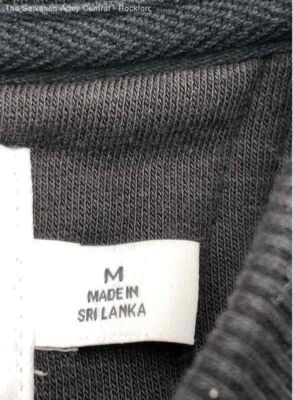 The Salvation Army Central - Rockford
M
MADE IN
SRI LANKA